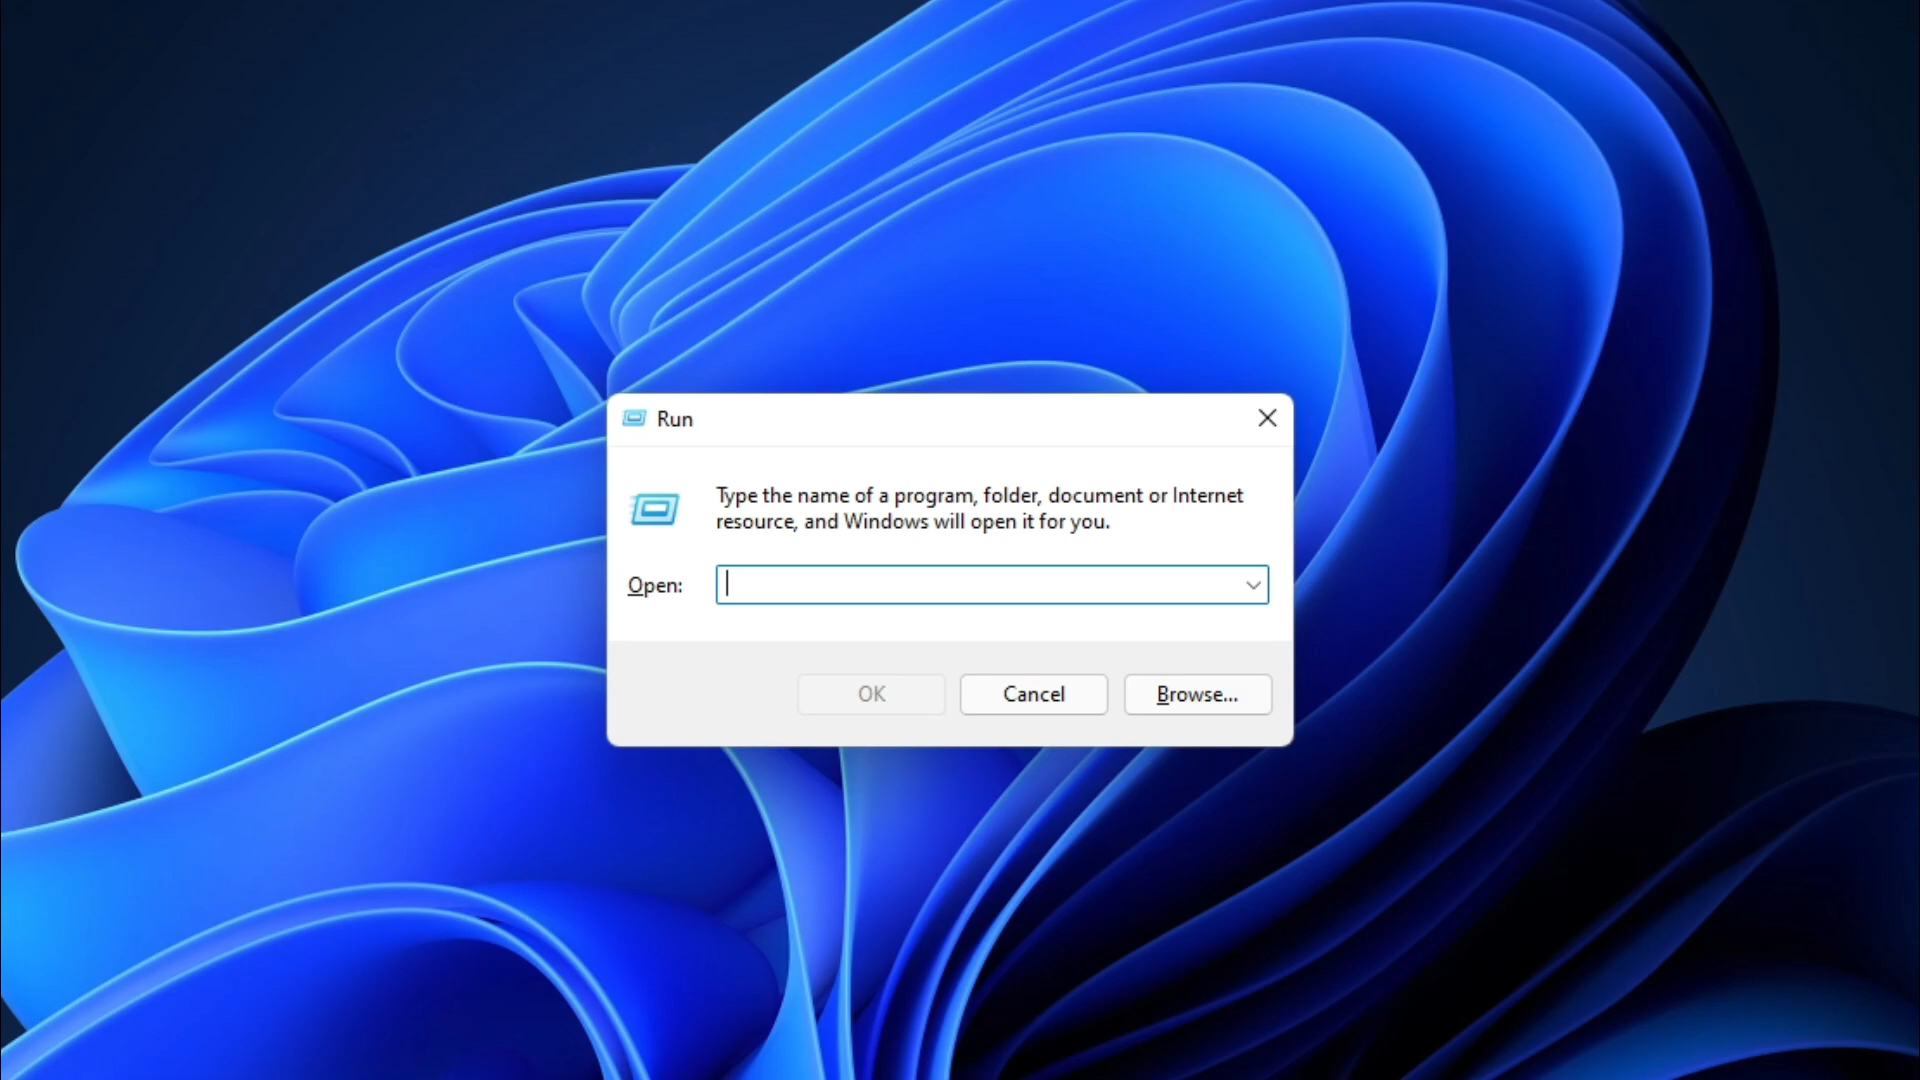 Run
Type the name of a program, folder, document or Internet
resource, and Windows will open it for you.
Open:
OK
Cancel
Browse...